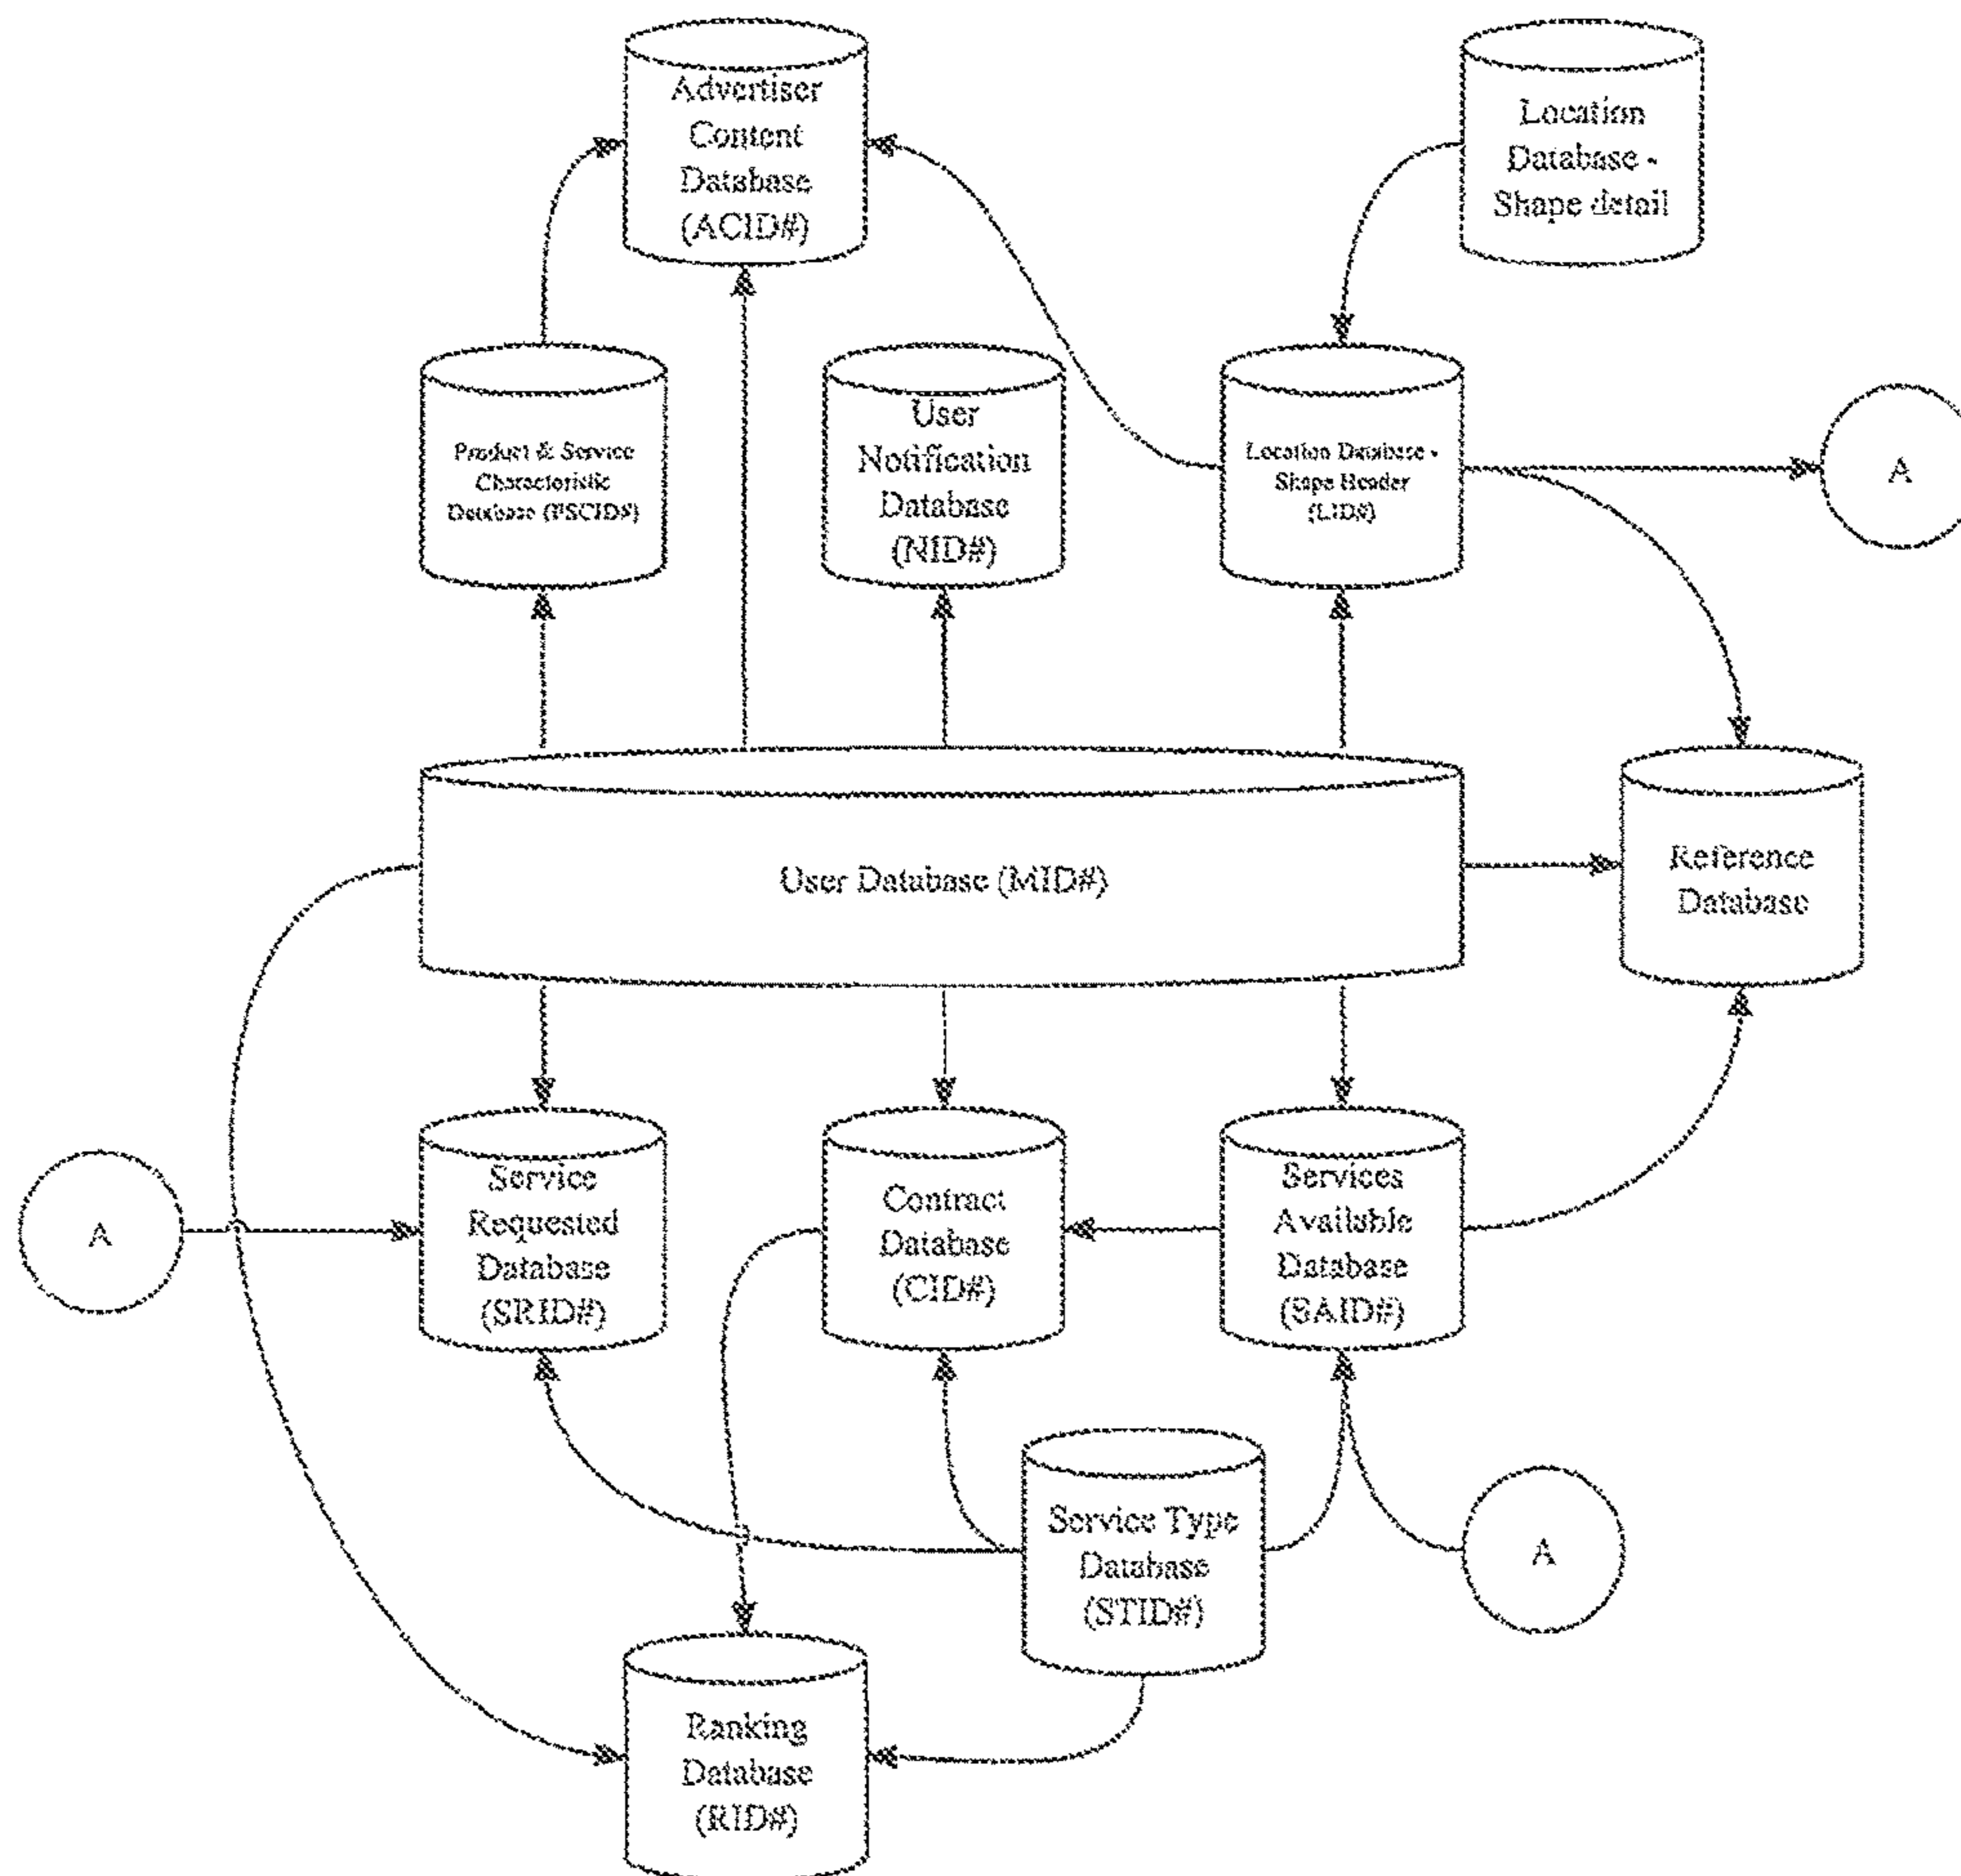 Advertiser
Content
Database
(ACID#)
Location
Database -
Shape detail
Product & Service
Characteristic
Database (PSCID#)
User
Notification
Database
(NID#)
Location Database -
Shape Header
(LID#)
A
User Database (MID#)
Reference
Database
A
Service
Requested
Database
(SRID#)
Contract
Database
(CID#)
Services
Available
Database
(SAID#)
Service Type
Database
(STID#)
A
Ranking
Database
(RID#)